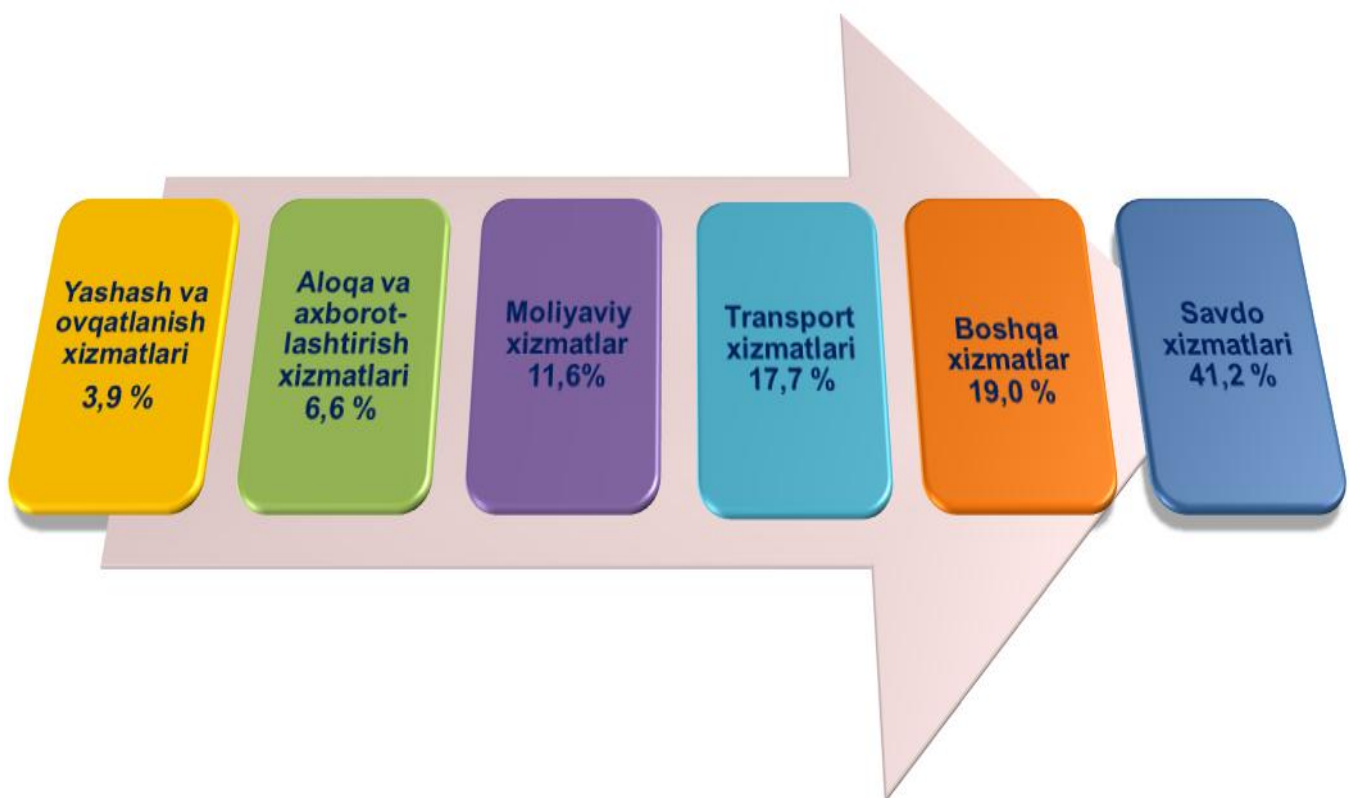 Yashash va
ovqatlanish
xizmatlari
3,9 %
Aloqa va
axborot-
lashtirish
xizmatlari
6,6 %
Moliyaviy
xizmatlar
11,6%
Transport
xizmatlari
17,7 %
Boshqa
xizmatlar
19,0 %
Savdo
xizmatlari
41,2 %